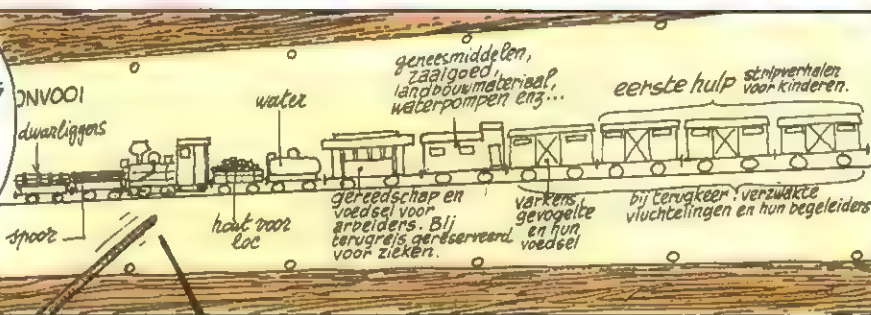 ONVOOI
dwarliggers
spoor
hout voor
loc
water
gereedschap en
voedsel voor
arbeiders. Bij
terugreis gereserveerd
voor zieken.
geneesmiddelen,
zaaigoed,
landbouwmateriaal,
waterpompen enz...
varkens
gevogelte
en hun
voedsel
eerste hulp
stripverhalen
voor kinderen.
bij terugkeer: verzwakte
vluchtelingen en hun begeleiders